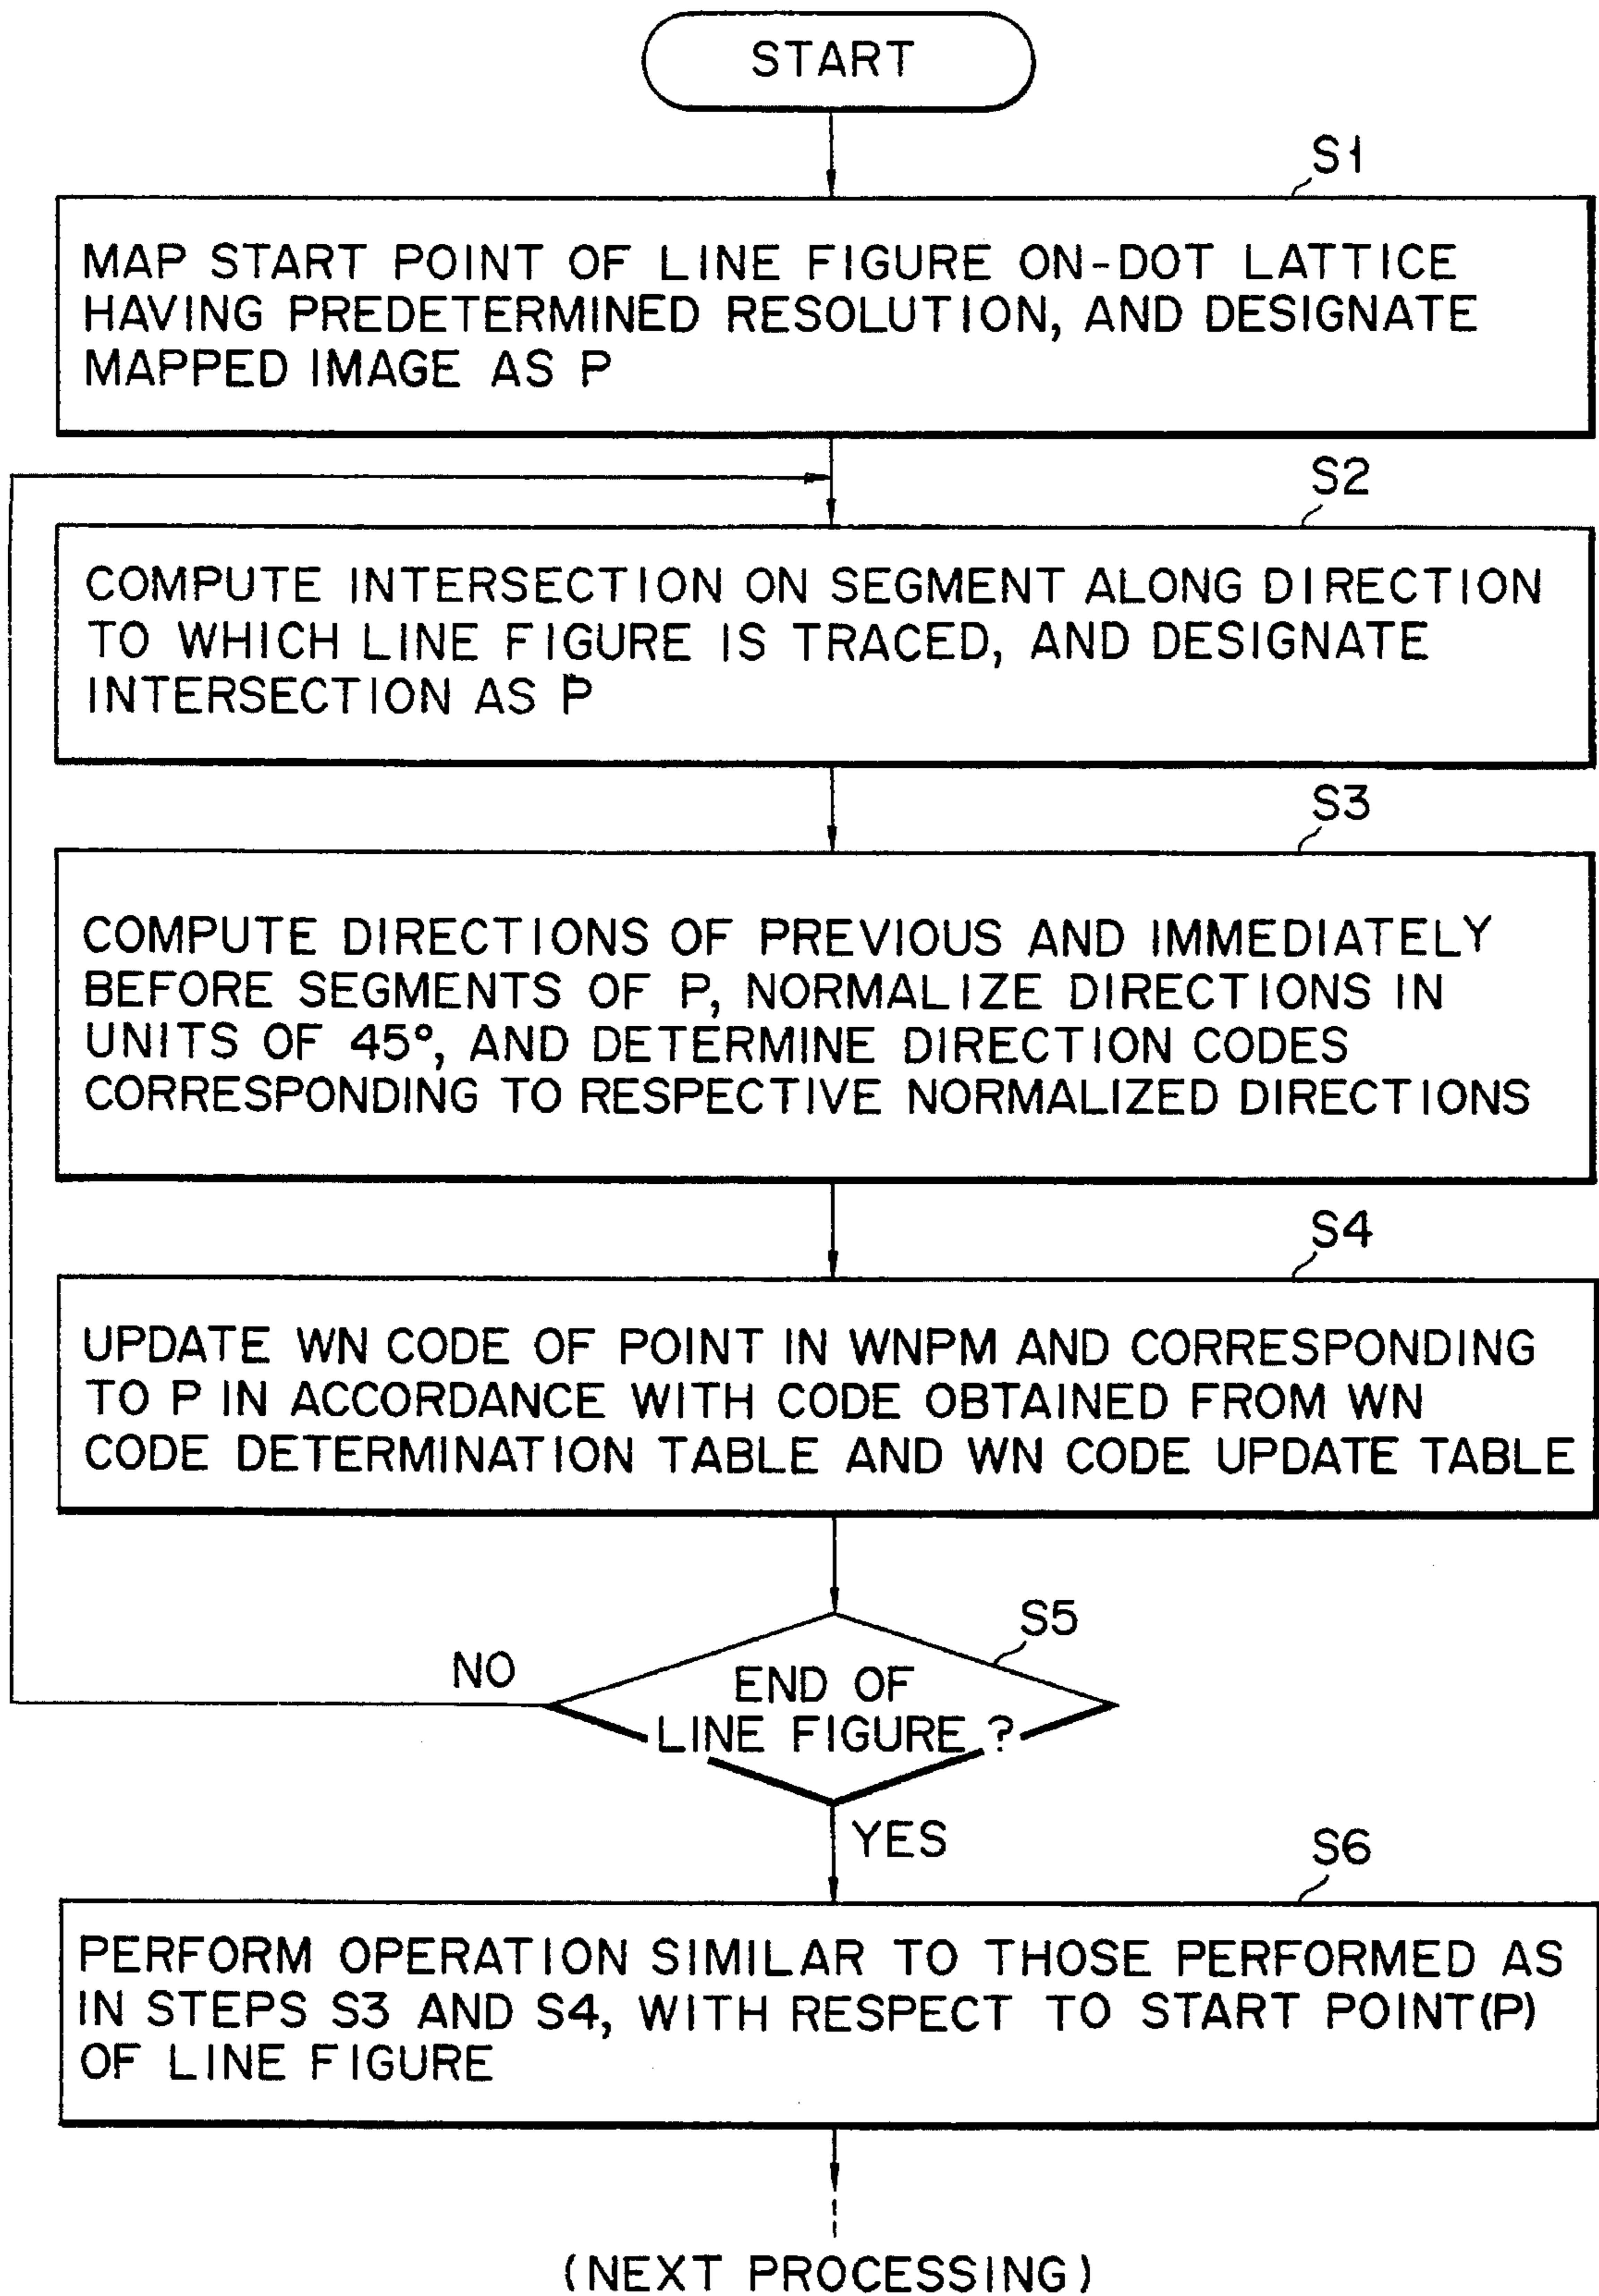 START
S1
MAP START POINT OF LINE FIGURE ON-DOT LATTICE
HAVING PREDETERMINED RESOLUTION, AND DESIGNATE
MAPPED IMAGE AS P
S2
COMPUTE INTERSECTION ON SEGMENT ALONG DIRECTION
TO WHICH LINE FIGURE IS TRACED, AND DESIGNATE
INTERSECTION AS P
S3
COMPUTE DIRECTIONS OF PREVIOUS AND IMMEDIATELY
BEFORE SEGMENTS OF P, NORMALIZE DIRECTIONS IN
UNITS OF 45°, AND DETERMINE DIRECTION CODES
CORRESPONDING TO RESPECTIVE NORMALIZED DIRECTIONS
S4
UPDATE WN CODE OF POINT IN WNPM AND CORRESPONDING
TO P IN ACCORDANCE WITH CODE OBTAINED FROM WN
CODE DETERMINATION TABLE AND WN CODE UPDATE TABLE
S5
NO
END OF
LINE FIGURE ?
YES
S6
PERFORM OPERATION SIMILAR TO THOSE PERFORMED AS
IN STEPS S3 AND S4, WITH RESPECT TO START POINT(P)
OF LINE FIGURE
(NEXT PROCESSING)